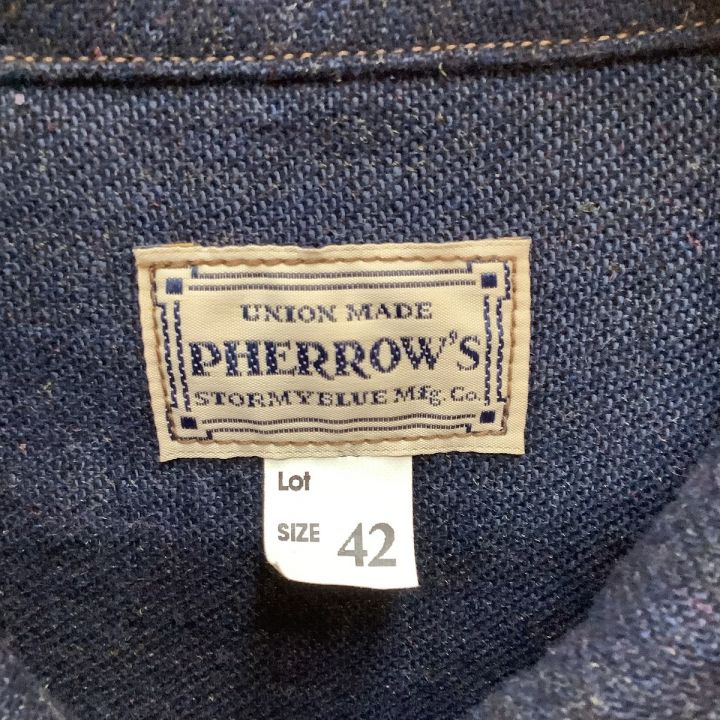 UNION MADE
PHERROW'S
STORMYBLUE Mfg. Co.
Lot
SIZE 42